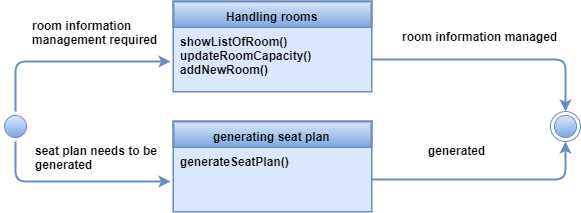 room information
management required
Handling rooms
showListOfRoom()
updateRoomCapacity()
addNewRoom()
room information managed
seat plan needs to be
generated
generating seat plan
generateSeatPlan()
generated